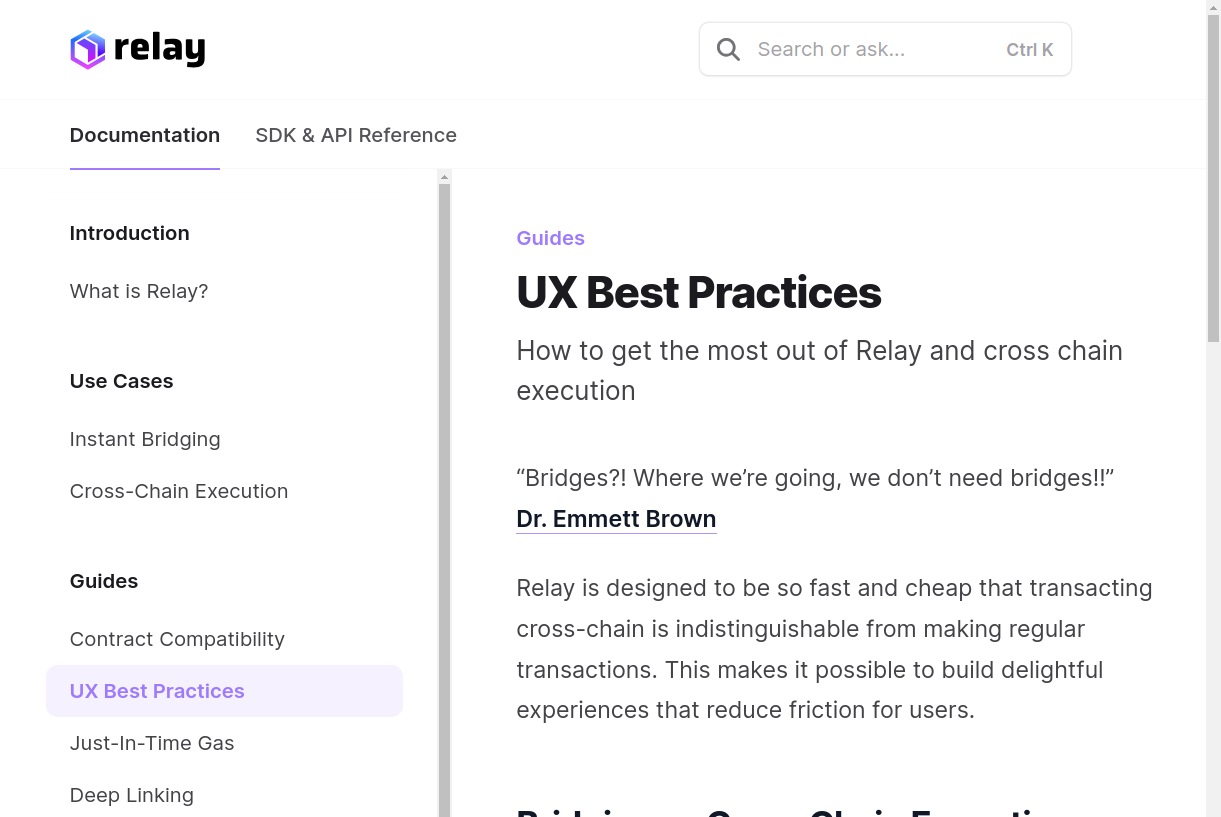 relay
Search or ask...
Ctrl K
Documentation
SDK & API Reference
Introduction
What is Relay?
Use Cases
Instant Bridging
Cross-Chain Execution
Guides
Contract Compatibility
UX Best Practices
Just-In-Time Gas
Deep Linking
Guides
UX Best Practices
How to get the most out of Relay and cross chain
execution
“Bridges?! Where we’re going, we don’t need bridges!!”
Dr. Emmett Brown
Relay is designed to be so fast and cheap that transacting
cross-chain is indistinguishable from making regular
transactions. This makes it possible to build delightful
experiences that reduce friction for users.